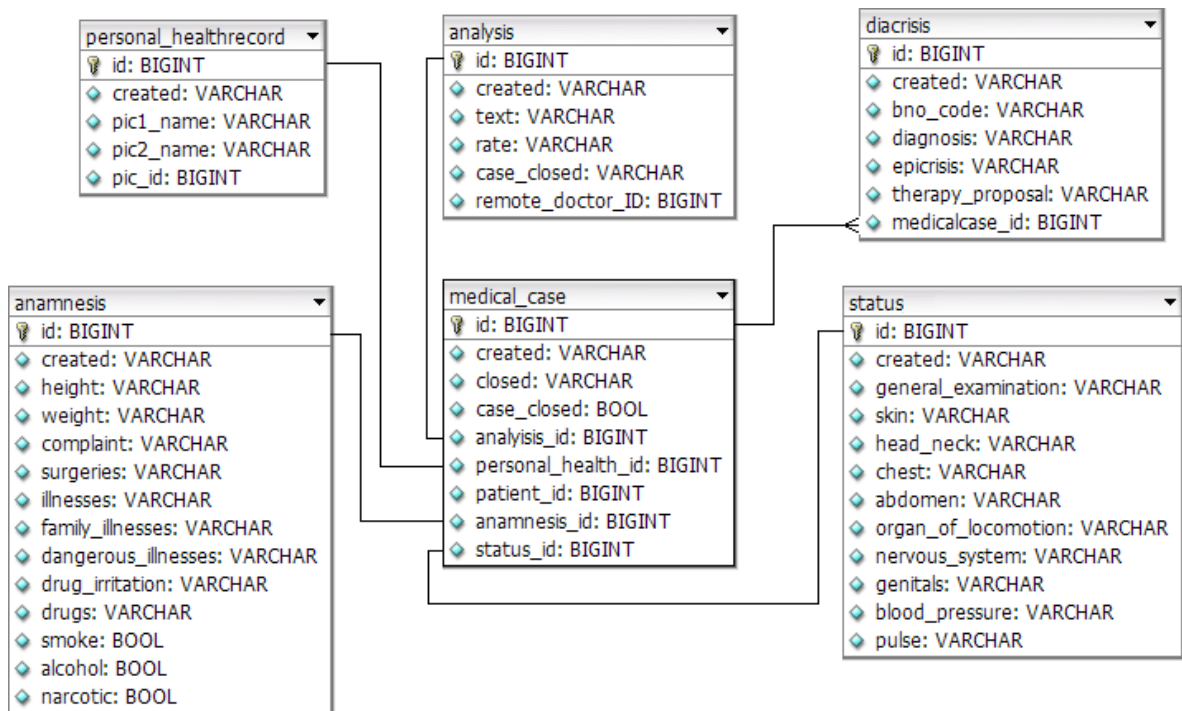 personal_healthrecord
id: BIGINT
created: VARCHAR
pic1_name: VARCHAR
pic2_name: VARCHAR
pic_id: BIGINT
analysis
id: BIGINT
created: VARCHAR
text: VARCHAR
rate: VARCHAR
case_closed: VARCHAR
remote_doctor_ID: BIGINT
diacrisis
id: BIGINT
created: VARCHAR
bno_code: VARCHAR
diagnosis: VARCHAR
epicrisis: VARCHAR
therapy_proposal: VARCHAR
medicalcase_id: BIGINT
anamnesis
id: BIGINT
created: VARCHAR
height: VARCHAR
weight: VARCHAR
complaint: VARCHAR
surgeries: VARCHAR
illnesses: VARCHAR
family_illnesses: VARCHAR
dangerous_illnesses: VARCHAR
drug_irritation: VARCHAR
drugs: VARCHAR
smoke: BOOL
alcohol: BOOL
narcotic: BOOL
medical_case
id: BIGINT
created: VARCHAR
closed: VARCHAR
case_closed: BOOL
analyisis_id: BIGINT
personal_health_id: BIGINT
patient_id: BIGINT
anamnesis_id: BIGINT
status_id: BIGINT
status
id: BIGINT
created: VARCHAR
general_examination: VARCHAR
skin: VARCHAR
head_neck: VARCHAR
chest: VARCHAR
abdomen: VARCHAR
organ_of_locomotion: VARCHAR
nervous_system: VARCHAR
genitals: VARCHAR
blood_pressure: VARCHAR
pulse: VARCHAR